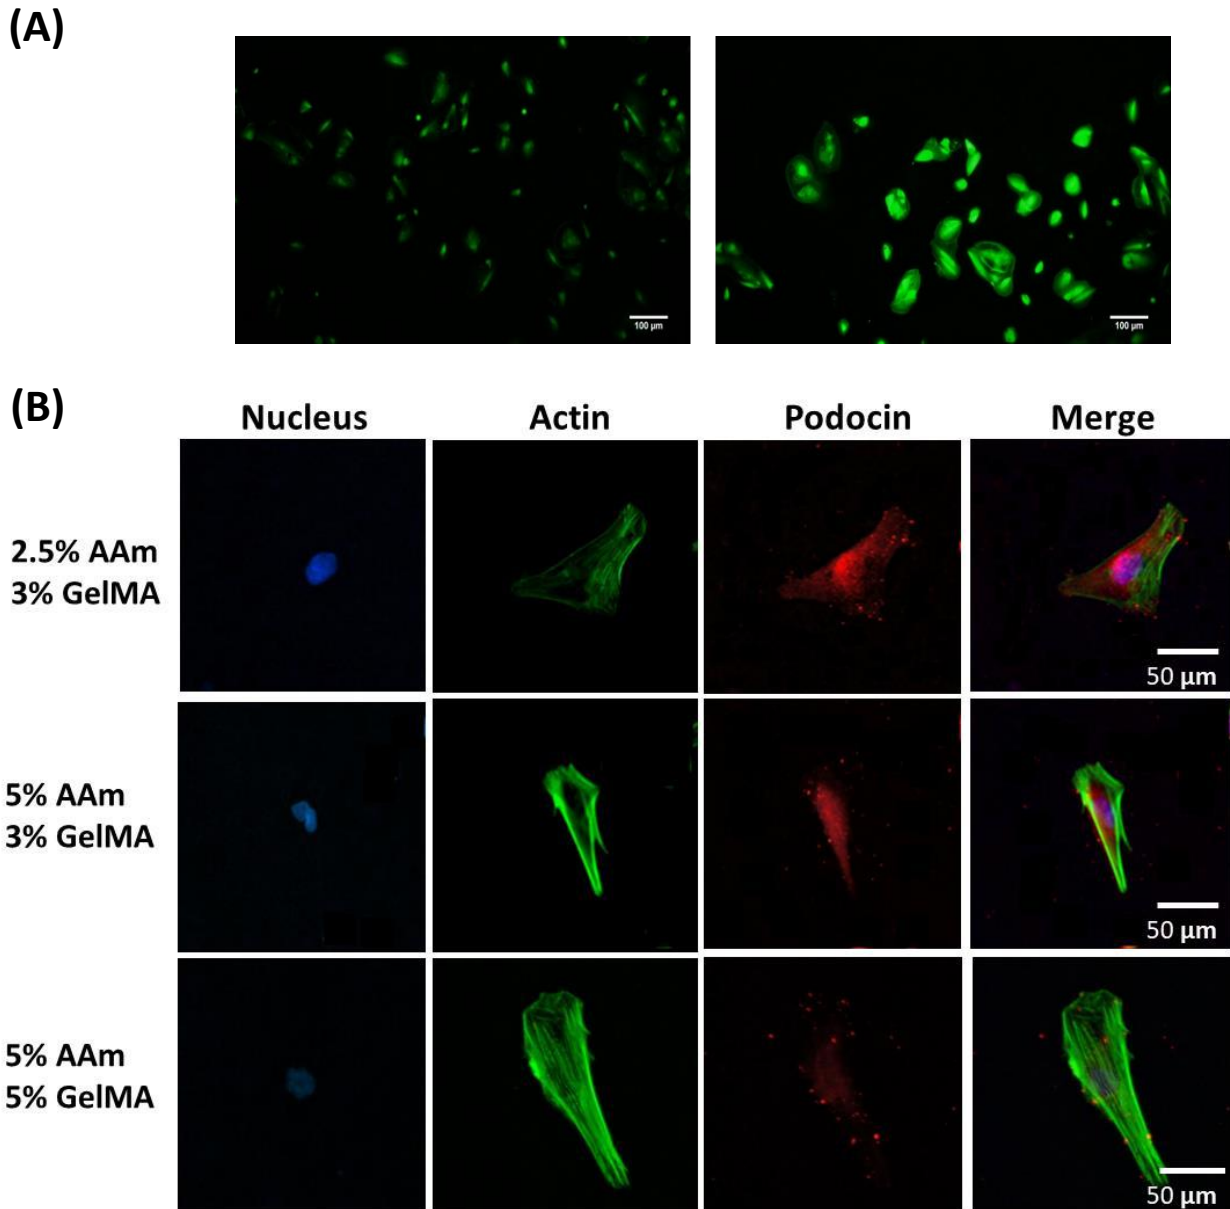 (A)
100 µm
100 µm
(B)
Nucleus Actin Podocin Merge
2.5% AAm
3% GelMA
50 µm
5% AAm
3% GelMA
50 µm
5% AAm
5% GelMA
50 µm